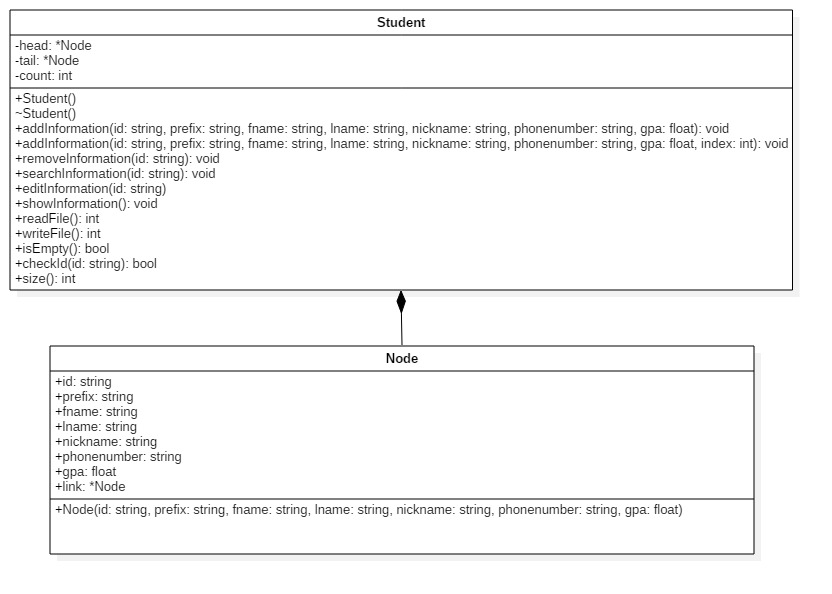 Student
-head: *Node
-tail: *Node
-count: int
+Student()
~Student()
+addInformation(id: string, prefix: string, fname: string, lname: string, nickname: string, phonenumber: string, gpa: float): void
+addInformation(id: string, prefix: string, fname: string, lname: string, nickname: string, phonenumber: string, gpa: float, index: int): void
+removeInformation(id: string): void
+searchInformation(id: string): void
+editInformation(id: string)
+showInformation(): void
+readFile(): int
+writeFile(): int
+isEmpty(): bool
+checkId(id: string): bool
+size(): int
Node
+id: string
+prefix: string
+fname: string
+lname: string
+nickname: string
+phonenumber: string
+gpa: float
+link: *Node
+Node(id: string, prefix: string, fname: string, lname: string, nickname: string, phonenumber: string, gpa: float)